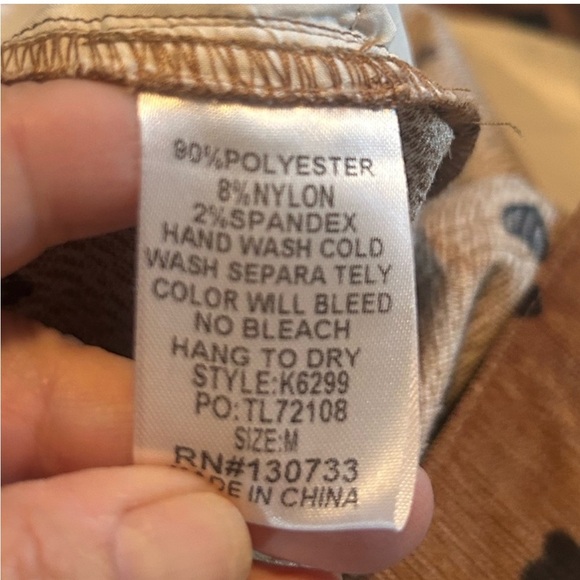 90%POLYESTER
8%NYLON
2%SPANDEX
HAND WASH COLD
WASH SEPARA TELY
COLOR WILL BLEED
NO BLEACH
HANG TO DRY
STYLE:K6299
PO:TL72108
SIZE:M
RN#130733
MADE IN CHINA